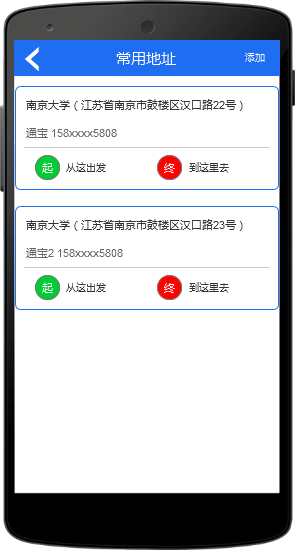 常用地址 添加
南京大学（江苏省南京市鼓楼区汉口路22号）
通宝 158xxxx5808
起 从这出发 终 到这里去
南京大学（江苏省南京市鼓楼区汉口路23号）
通宝2 158xxxx5808
起 从这出发 终 到这里去